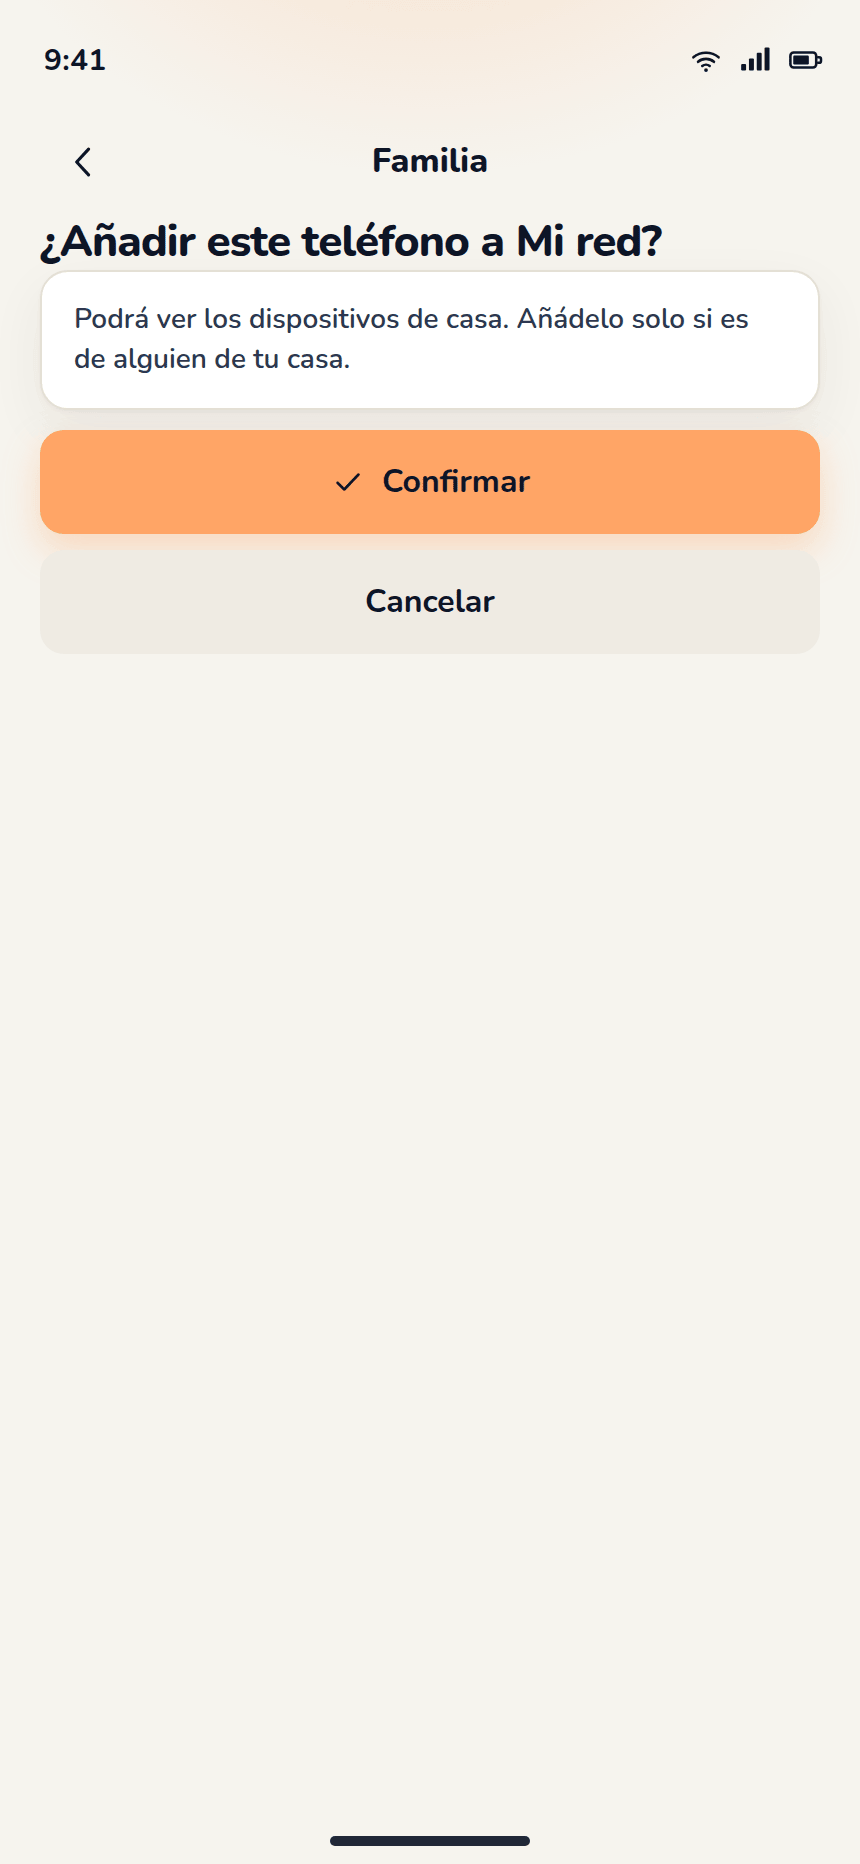 9:41
Familia
¿Añadir este teléfono a Mi red?
Podrá ver los dispositivos de casa. Añádelo solo si es
de alguien de tu casa.
Confirmar
Cancelar